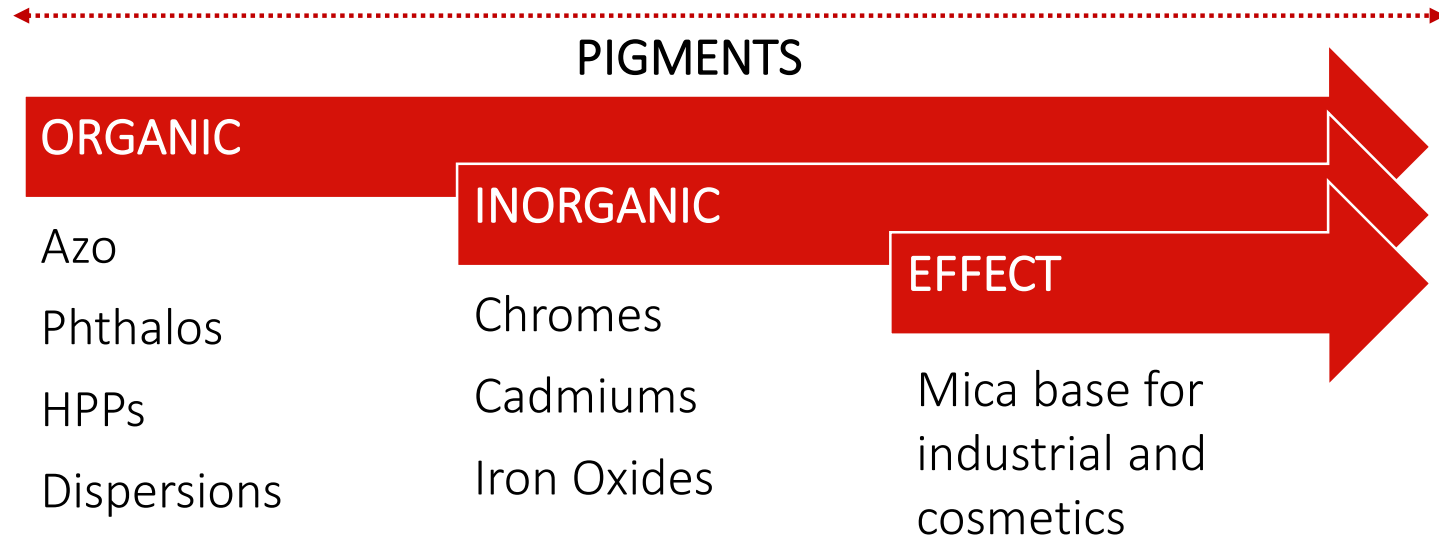 PIGMENTS
ORGANIC
Azo
Phthalos
HPPs
Dispersions
INORGANIC
Chromes
Cadmiums
Iron Oxides
EFFECT
Mica base for
industrial and
cosmetics